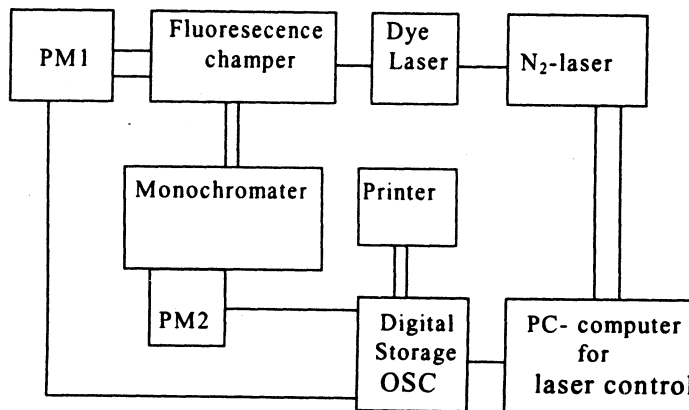 PM1
Fluoresecence
champer
Dye
Laser
N₂-laser
Monochromater
Printer
PM2
Digital
Storage
OSC
PC- computer
for
laser control